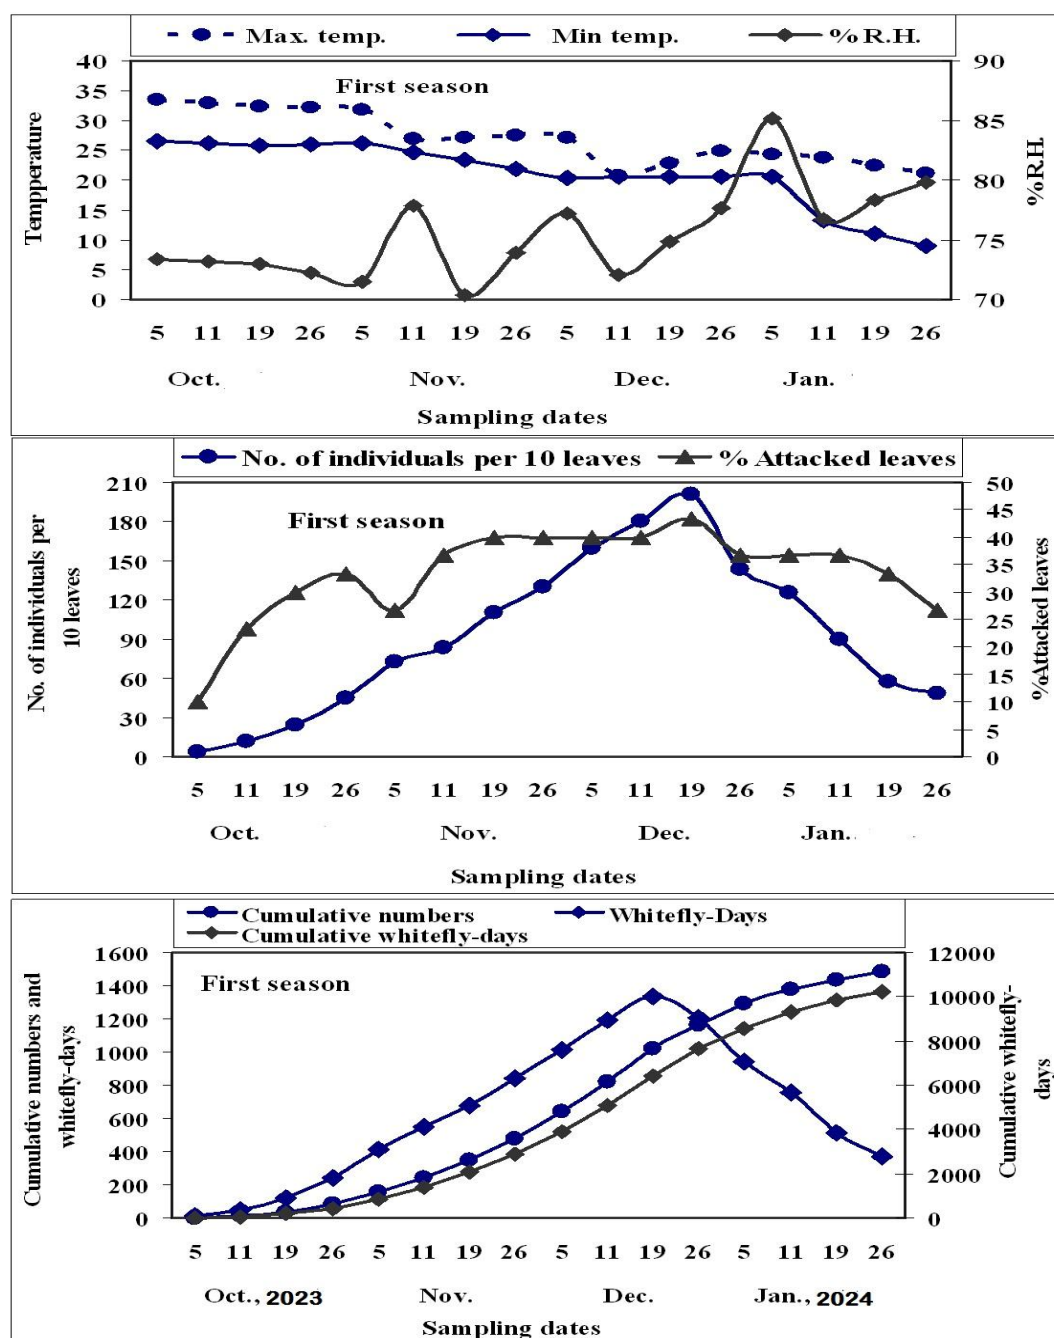 Max. temp. Min temp. % R.H.
First season
40 35 30 25 20 15 10 5 0
Temperature
90 85 80 75 70
%R.H.
5 11 19 26 5 11 19 26 5 11 19 26 5 11 19 26
Oct. Nov. Dec. Jan.
Sampling dates
No. of individuals per 10 leaves % Attacked leaves
First season
210 180 150 120 90 60 30 0
No. of individuals per
10 leaves
50 45 40 35 30 25 20 15 10 5 0
%Attacked leaves
5 11 19 26 5 11 19 26 5 11 19 26 5 11 19 26
Oct. Nov. Dec. Jan.
Sampling dates
Cumulative numbers Whitefly-Days
Cumulative whitefly-days
First season
1600 1400 1200 1000 800 600 400 200 0
Cumulative numbers and
whitefly-days
12000 10000 8000 6000 4000 2000 0
Cumulative whitefly-
days
5 11 19 26 5 11 19 26 5 11 19 26 5 11 19 26
Oct., 2023 Nov. Dec. Jan., 2024
Sampling dates